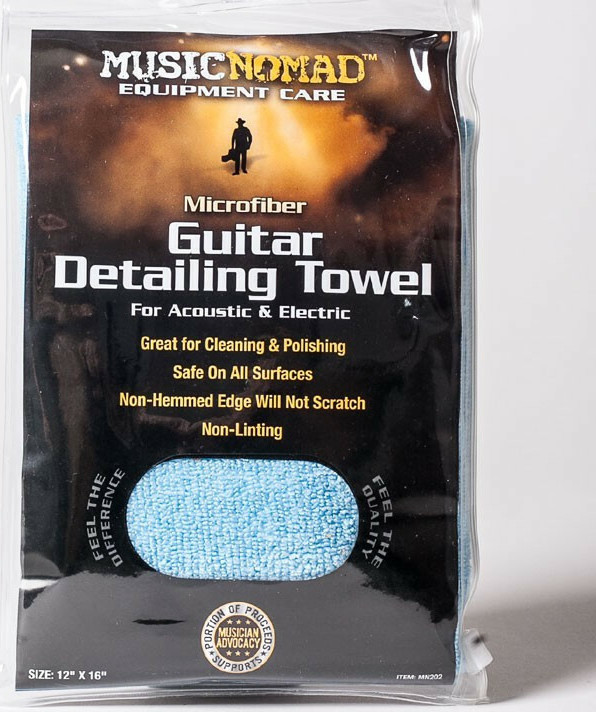 MUSICNOMAD™
EQUIPMENT CARE
Microfiber
Guitar
Detailing Towel
For Acoustic & Electric
Great for Cleaning & Polishing
Safe On All Surfaces
Non-Hemmed Edge Will Not Scratch
Non-Linting
FEEL THE
DIFFERENCE
FEEL THE
QUALITY
PORTION OF PROCEEDS
MUSICIAN
ADVOCACY
SUPPORTS
SIZE: 12" X 16"
ITEM: MN202